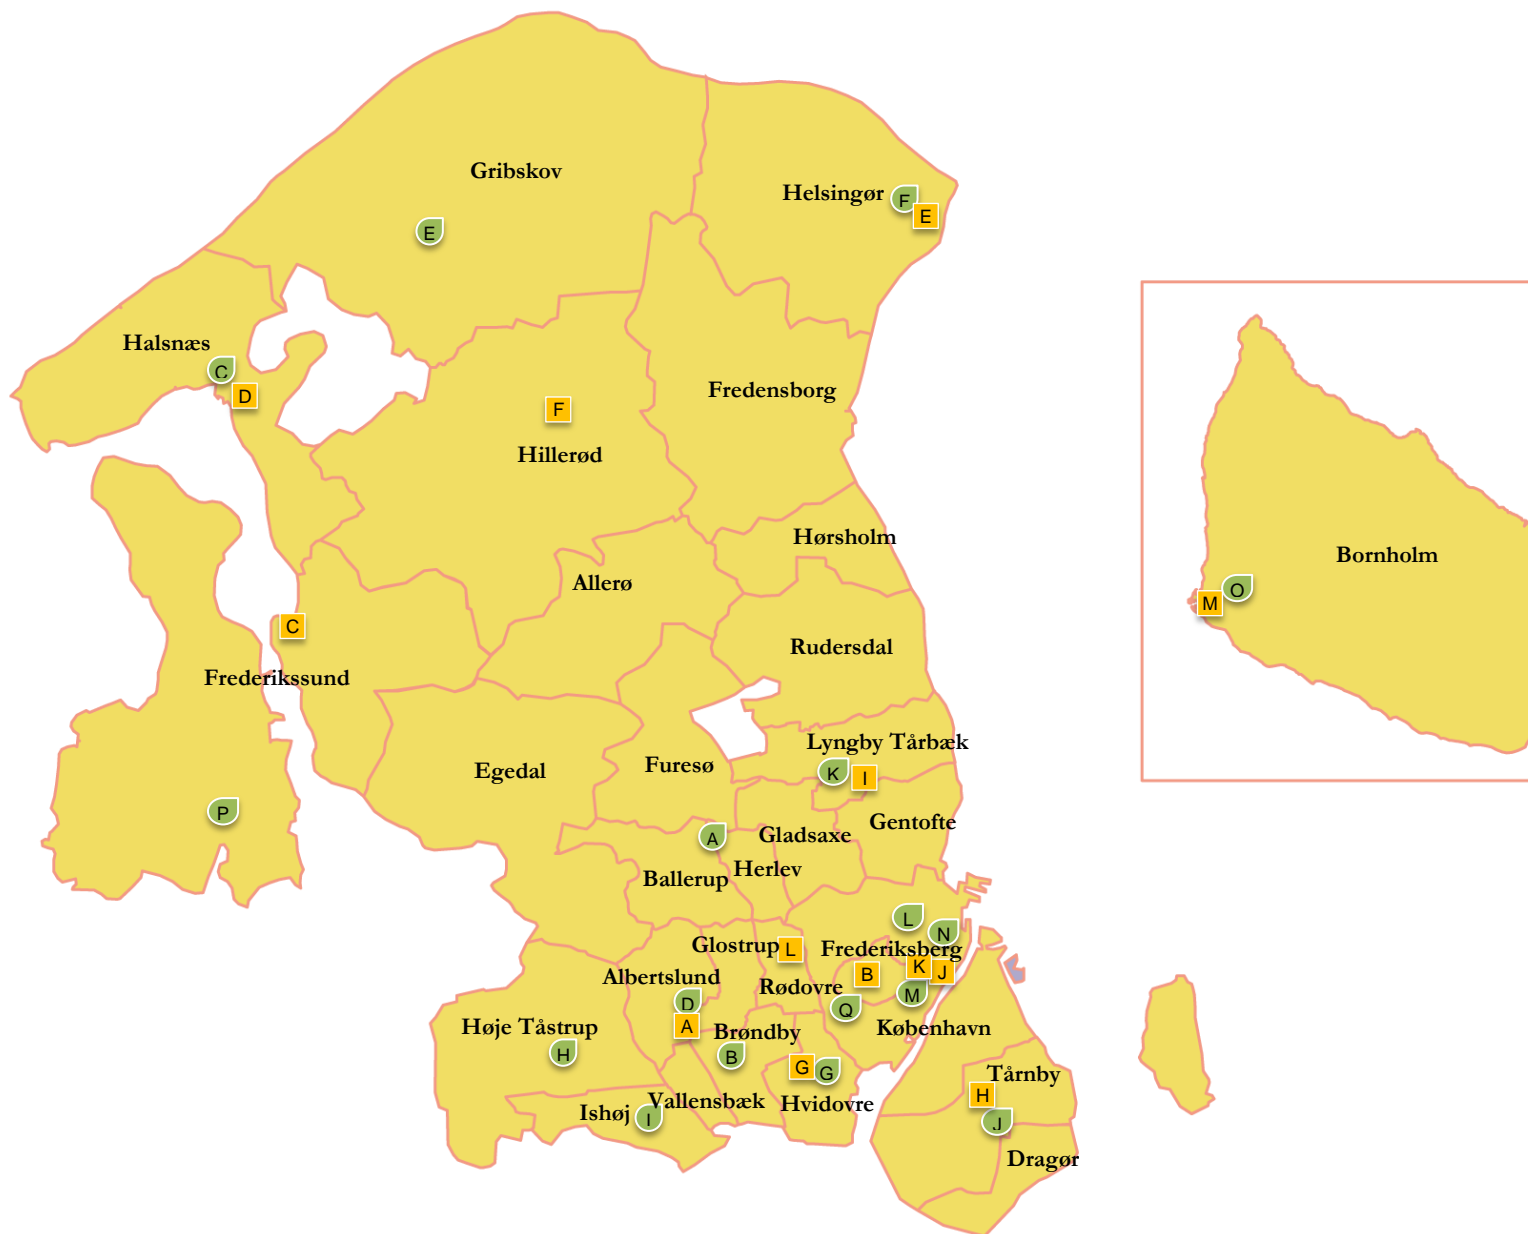 Gribskov
Helsingør
F
E
E
Halsnæs
C
D
Fredensborg
F
Hillerød
Hørsholm
Bornholm
Allerø
O
M
C
Rudersdal
Frederikssund
Lyngby Tårbæk
Egedal
Furesø
K
I
P
Gentofte
A
Gladsaxe
Herlev
Ballerup
L
N
Glostrup
L
Frederiksberg
K
J
B
Albertslund
Rødovre
M
D
Q
A
Høje Tåstrup
Brøndby
København
H
B
G
G
Tårnby
H
Vallensbæk
Hvidovre
Ishøj
I
J
Dragør